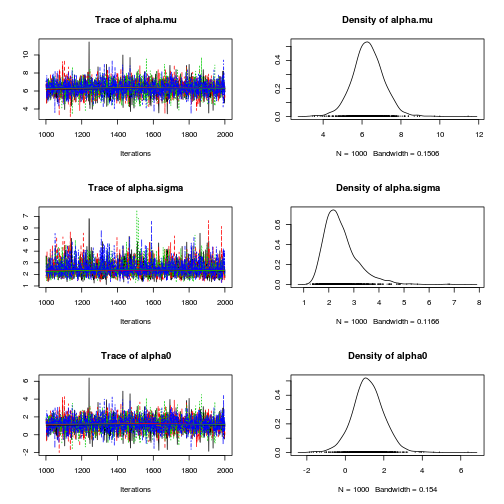 Trace of alpha.mu
4 6 8 10
1000 1200 1400 1600 1800 2000
Iterations
Density of alpha.mu
0.0 0.2 0.4
4 6 8 10 12
N = 1000 Bandwidth = 0.1506
Trace of alpha.sigma
1 2 3 4 5 6 7
1000 1200 1400 1600 1800 2000
Iterations
Density of alpha.sigma
0.0 0.2 0.4 0.6
1 2 3 4 5 6 7 8
N = 1000 Bandwidth = 0.1166
Trace of alpha0
-2 0 2 4 6
1000 1200 1400 1600 1800 2000
Iterations
Density of alpha0
0.0 0.2 0.4
-2 0 2 4 6
N = 1000 Bandwidth = 0.154